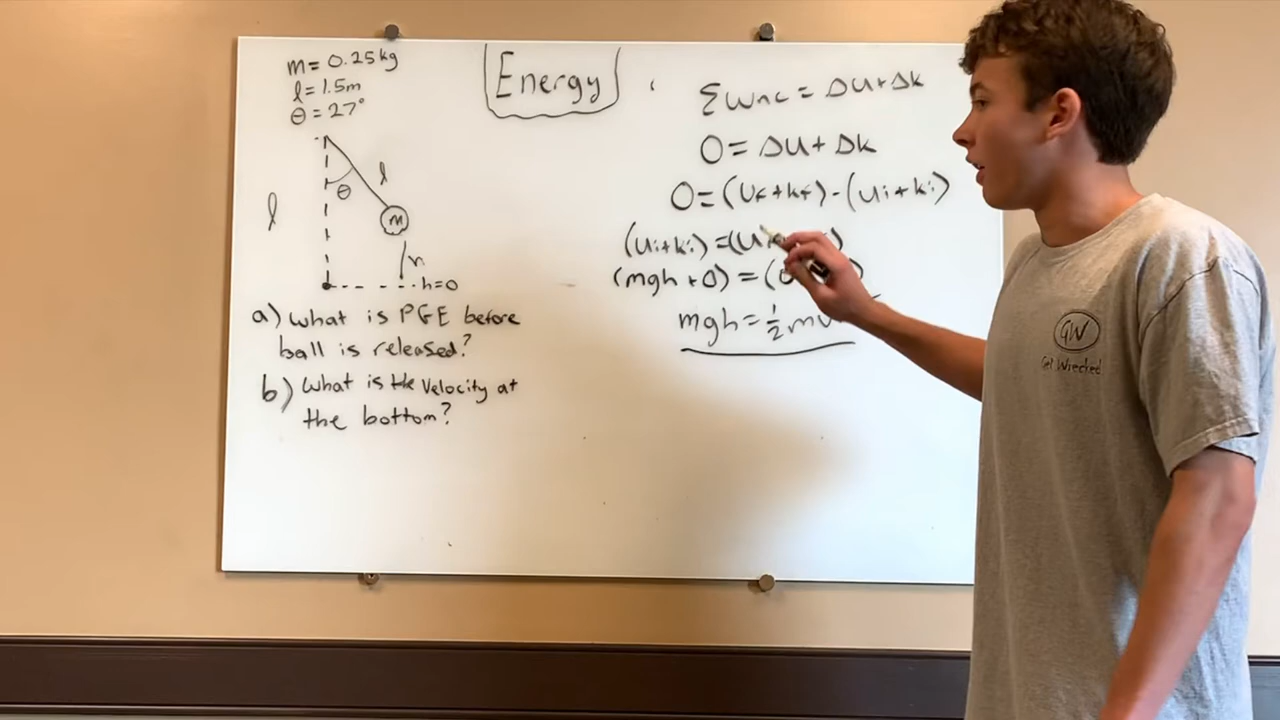 m = 0.25kg
l = 1.5m
θ = 27°
Energy
l
θ
l
m
h
h=0
a) what is PGE before
ball is released?
b) What is the velocity at
the bottom?
ΣWnc = ΔU+Δk
0 = ΔU + Δk
0=(Uf+kf)-(Ui+ki)
(Ui+ki)=(U
(mgh+0) = (0
mgh=½mv
GW
Get Wrecked